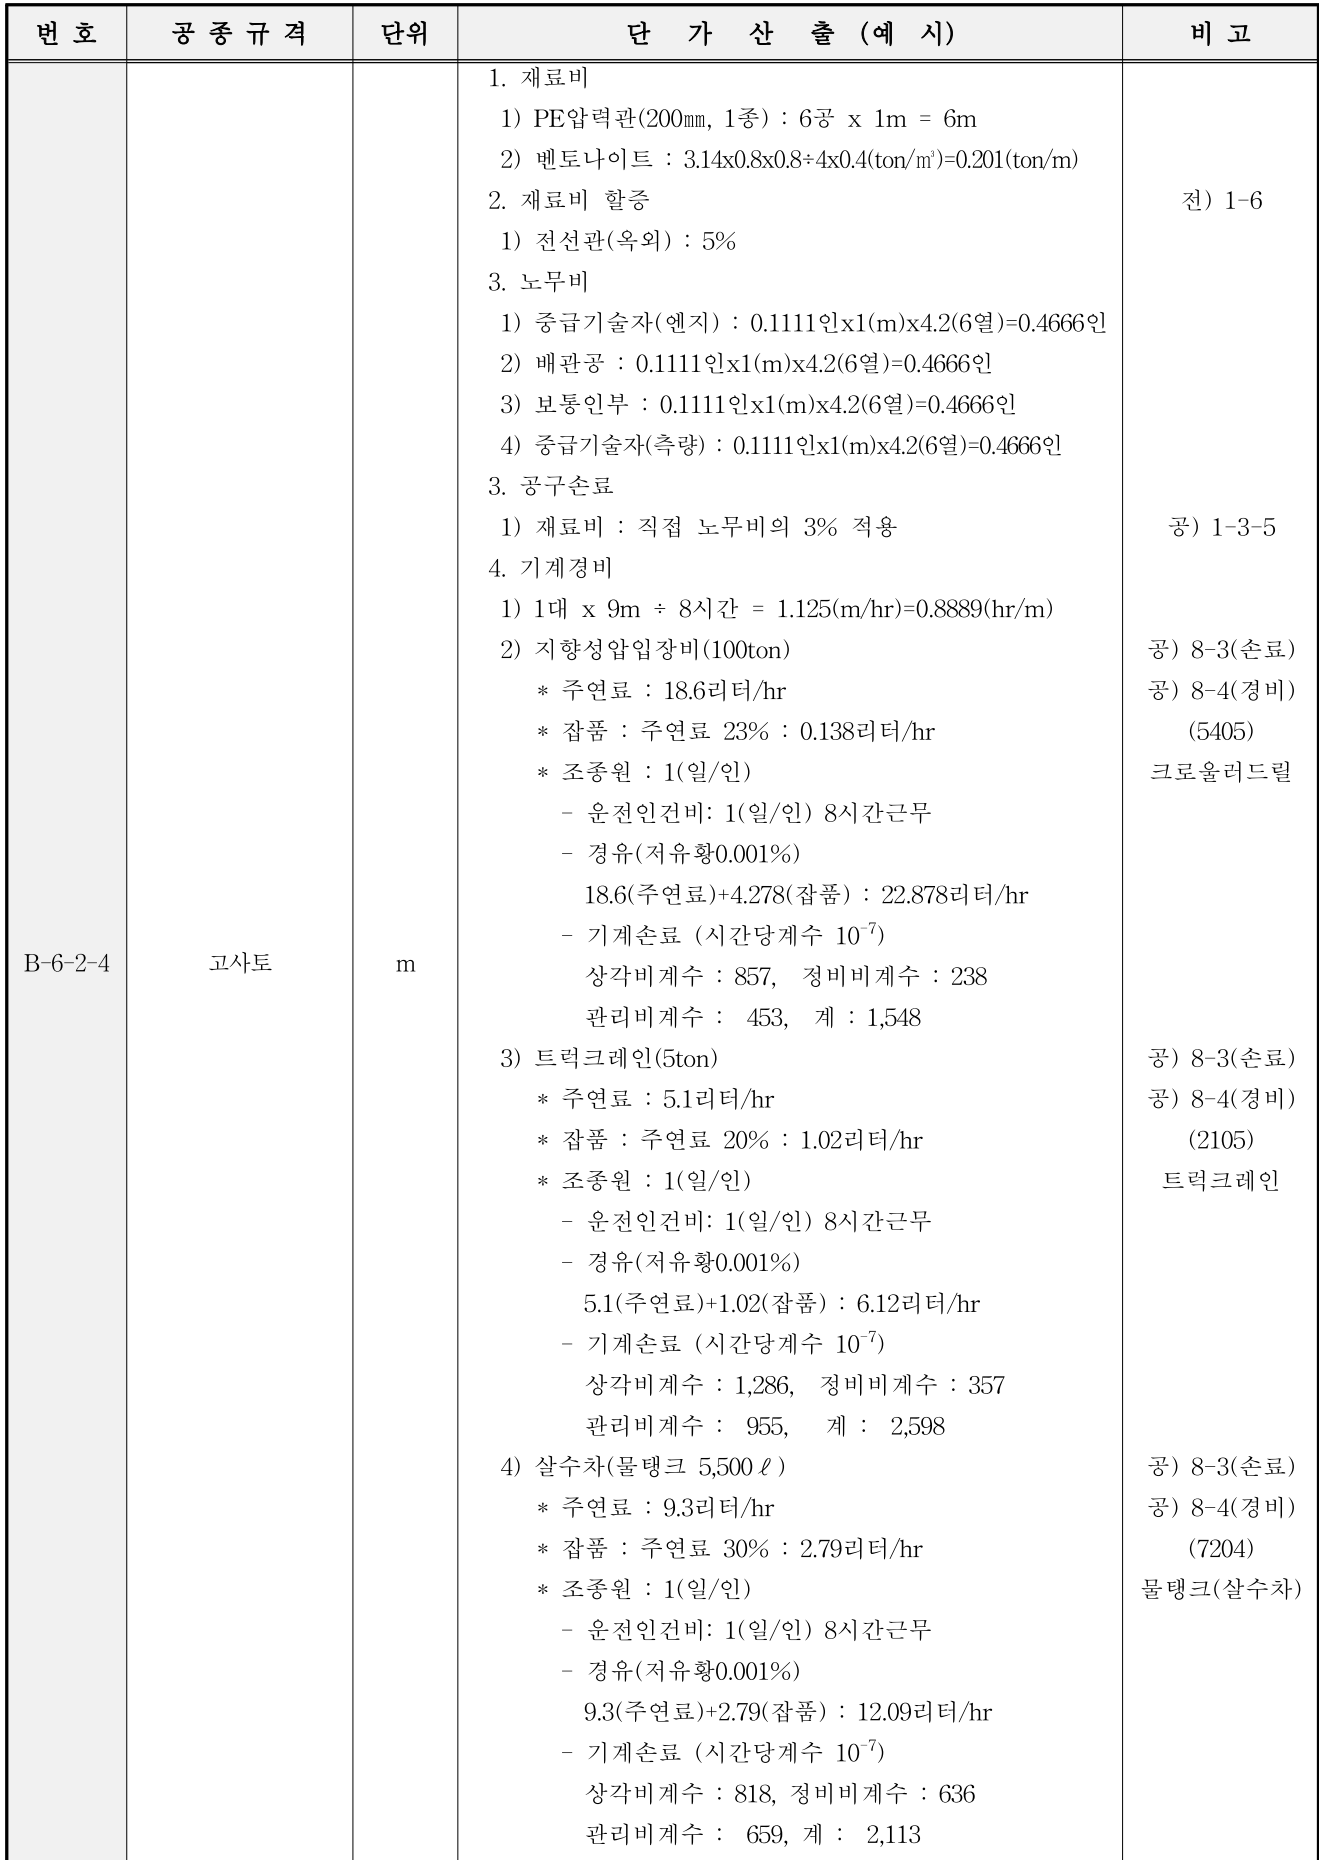 번 호 공 종 규 격 단위 단 가 산 출 (예 시) 비 고
1. 재료비
1) PE압력관(200㎜, 1종) : 6공 x 1m = 6m
2) 벤토나이트 : 3.14x0.8x0.8÷4x0.4(ton/㎥)=0.201(ton/m)
2. 재료비 할증 전) 1-6
1) 전선관(옥외) : 5%
3. 노무비
1) 중급기술자(엔지) : 0.1111인x1(m)x4.2(6열)=0.4666인
2) 배관공 : 0.1111인x1(m)x4.2(6열)=0.4666인
3) 보통인부 : 0.1111인x1(m)x4.2(6열)=0.4666인
4) 중급기술자(측량) : 0.1111인x1(m)x4.2(6열)=0.4666인
3. 공구손료
1) 재료비 : 직접 노무비의 3% 적용 공) 1-3-5
4. 기계경비
1) 1대 x 9m ÷ 8시간 = 1.125(m/hr)=0.8889(hr/m)
2) 지향성압입장비(100ton) 공) 8-3(손료)
* 주연료 : 18.6리터/hr 공) 8-4(경비)
* 잡품 : 주연료 23% : 0.138리터/hr (5405)
* 조종원 : 1(일/인) 크로울러드릴
- 운전인건비: 1(일/인) 8시간근무
- 경유(저유황0.001%)
18.6(주연료)+4.278(잡품) : 22.878리터/hr
- 기계손료 (시간당계수 10⁻⁷)
B-6-2-4 고사토 m 상각비계수 : 857, 정비비계수 : 238
관리비계수 : 453, 계 : 1,548
3) 트럭크레인(5ton) 공) 8-3(손료)
* 주연료 : 5.1리터/hr 공) 8-4(경비)
* 잡품 : 주연료 20% : 1.02리터/hr (2105)
* 조종원 : 1(일/인) 트럭크레인
- 운전인건비: 1(일/인) 8시간근무
- 경유(저유황0.001%)
5.1(주연료)+1.02(잡품) : 6.12리터/hr
- 기계손료 (시간당계수 10⁻⁷)
상각비계수 : 1,286, 정비비계수 : 357
관리비계수 : 955, 계 : 2,598
4) 살수차(물탱크 5,500ℓ) 공) 8-3(손료)
* 주연료 : 9.3리터/hr 공) 8-4(경비)
* 잡품 : 주연료 30% : 2.79리터/hr (7204)
* 조종원 : 1(일/인) 물탱크(살수차)
- 운전인건비: 1(일/인) 8시간근무
- 경유(저유황0.001%)
9.3(주연료)+2.79(잡품) : 12.09리터/hr
- 기계손료 (시간당계수 10⁻⁷)
상각비계수 : 818, 정비비계수 : 636
관리비계수 : 659, 계 : 2,113